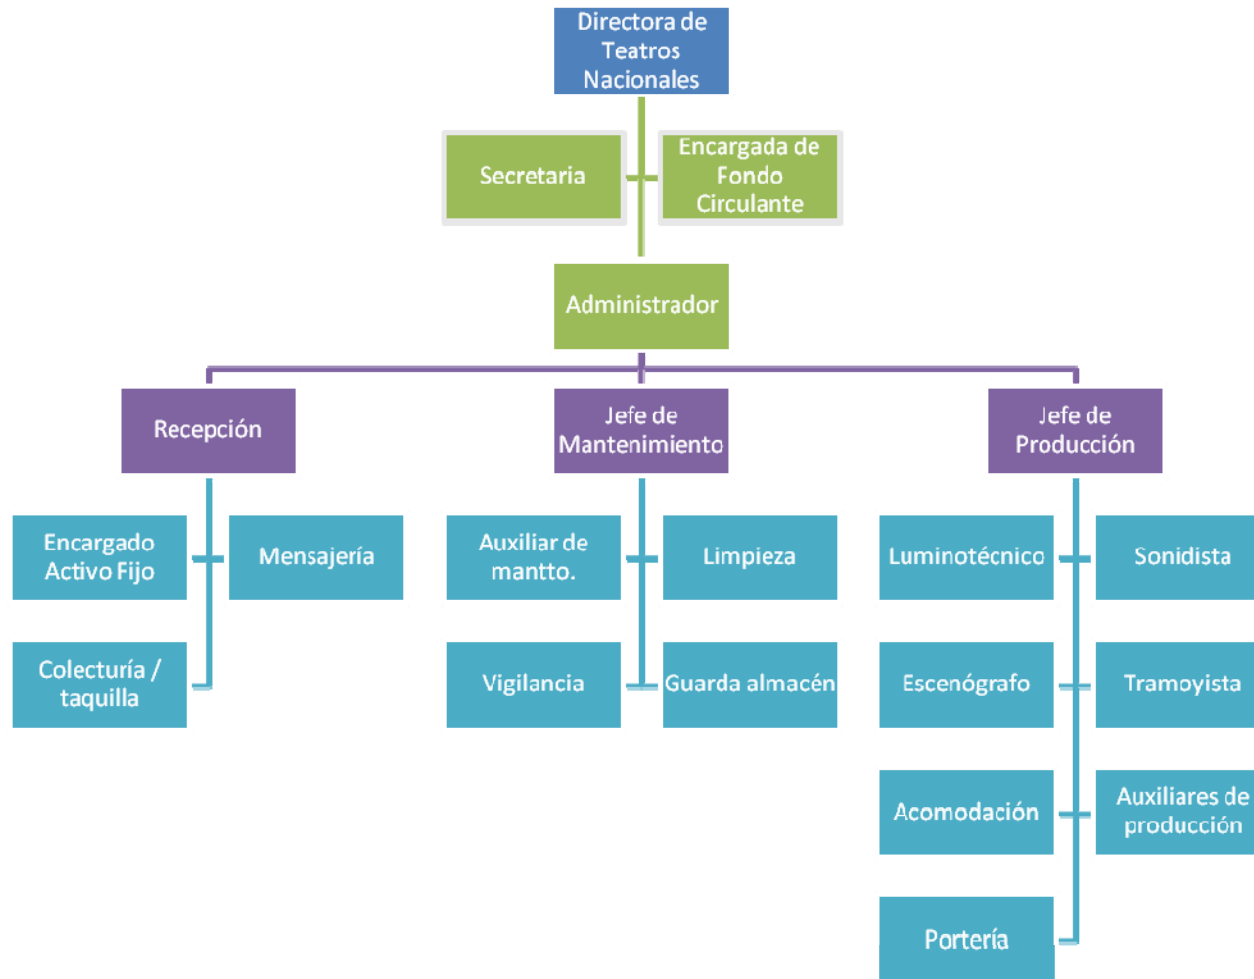 Directora de
Teatros
Nacionales
Secretaria
Encargada de
Fondo
Circulante
Administrador
Recepción
Jefe de
Mantenimiento
Jefe de
Producción
Encargado
Activo Fijo
Mensajería
Auxiliar de
mantto.
Limpieza
Luminotécnico
Sonidista
Colecturía /
taquilla
Vigilancia
Guarda almacén
Escenógrafo
Tramoyista
Acomodación
Auxiliares de
producción
Portería